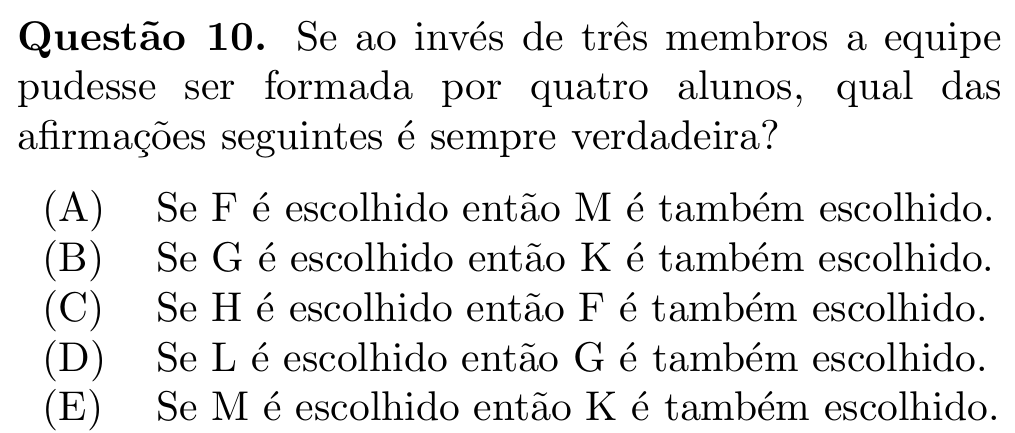 Questão 10. Se ao invés de três membros a equipe
pudesse ser formada por quatro alunos, qual das
afirmações seguintes é sempre verdadeira?
(A) Se F é escolhido então M é também escolhido.
(B) Se G é escolhido então K é também escolhido.
(C) Se H é escolhido então F é também escolhido.
(D) Se L é escolhido então G é também escolhido.
(E) Se M é escolhido então K é também escolhido.